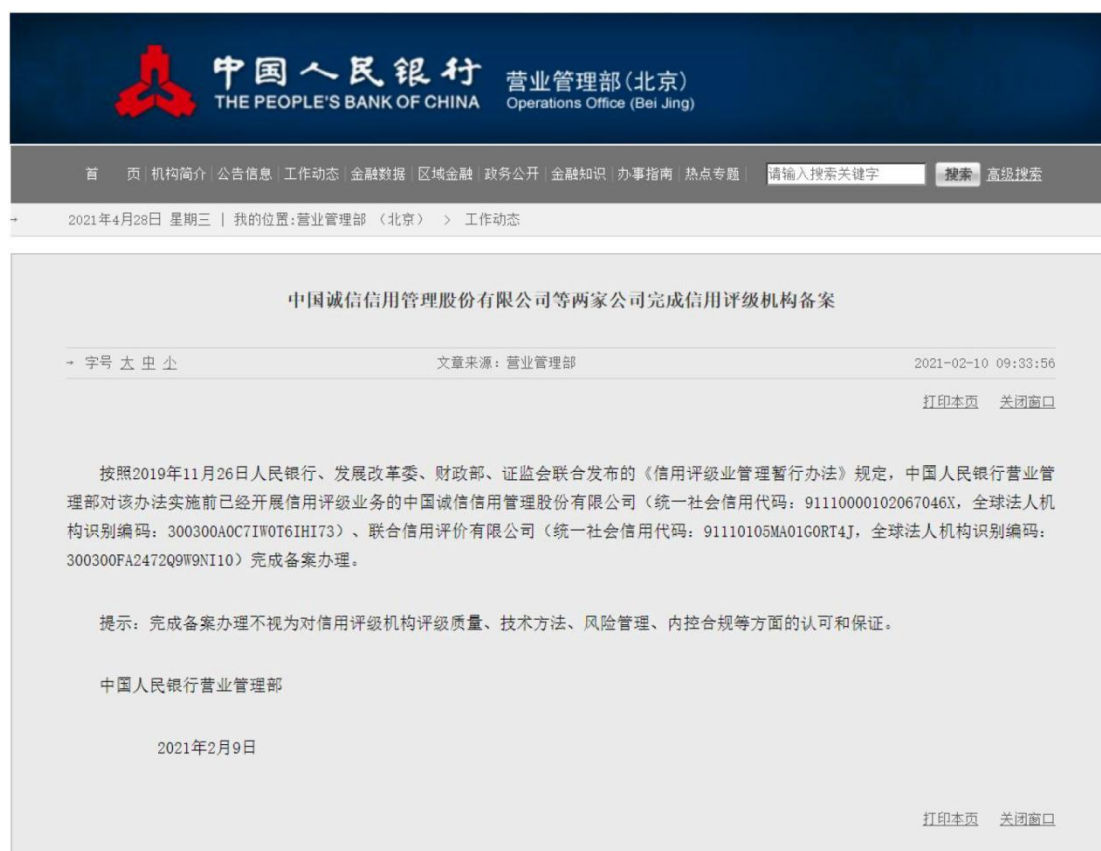 中国人民银行
THE PEOPLE'S BANK OF CHINA
营业管理部(北京)
Operations Office (Bei Jing)
首 页 机构简介 公告信息 工作动态 金融数据 区域金融 政务公开 金融知识 办事指南 热点专题 请输入搜索关键字 搜索 高级搜索
→ 2021年4月28日 星期三 | 我的位置:营业管理部 （北京） > 工作动态
中国诚信信用管理股份有限公司等两家公司完成信用评级机构备案
→ 字号 大 中 小 文章来源：营业管理部 2021-02-10 09:33:56
打印本页 关闭窗口
按照2019年11月26日人民银行、发展改革委、财政部、证监会联合发布的《信用评级业管理暂行办法》规定，中国人民银行营业管
理部对该办法实施前已经开展信用评级业务的中国诚信信用管理股份有限公司（统一社会信用代码：9111000010206​7046X，全球法人机
构识别编码：300300A0C7IW0T6IHI73）、联合信用评价有限公司（统一社会信用代码：91110105MA01G0RT4J，全球法人机构识别编码：
300300FA2472Q9W9NI10）完成备案办理。
提示：完成备案办理不视为对信用评级机构评级质量、技术方法、风险管理、内控合规等方面的认可和保证。
中国人民银行营业管理部
2021年2月9日
打印本页 关闭窗口